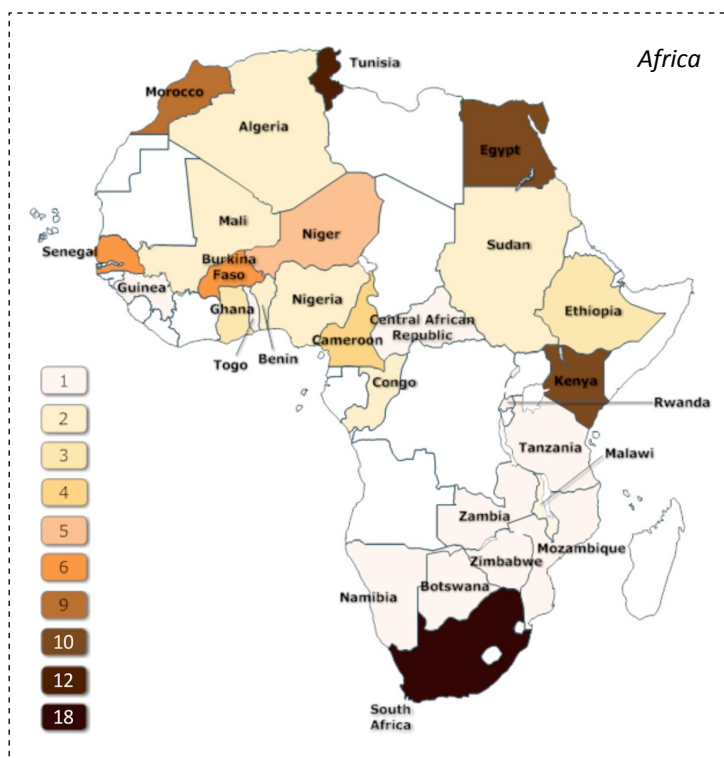 Africa
Tunisia
Morocco
Algeria
Egypt
Mali
Niger
Senegal
Burkina
Faso
Sudan
Guinea
Nigeria
Ghana
Ethiopia
Central African
Republic
Cameroon
Togo
Benin
Congo
Kenya
Rwanda
Tanzania
Malawi
Zambia
Mozambique
Zimbabwe
Botswana
Namibia
South
Africa
1
2
3
4
5
6
9
10
12
18